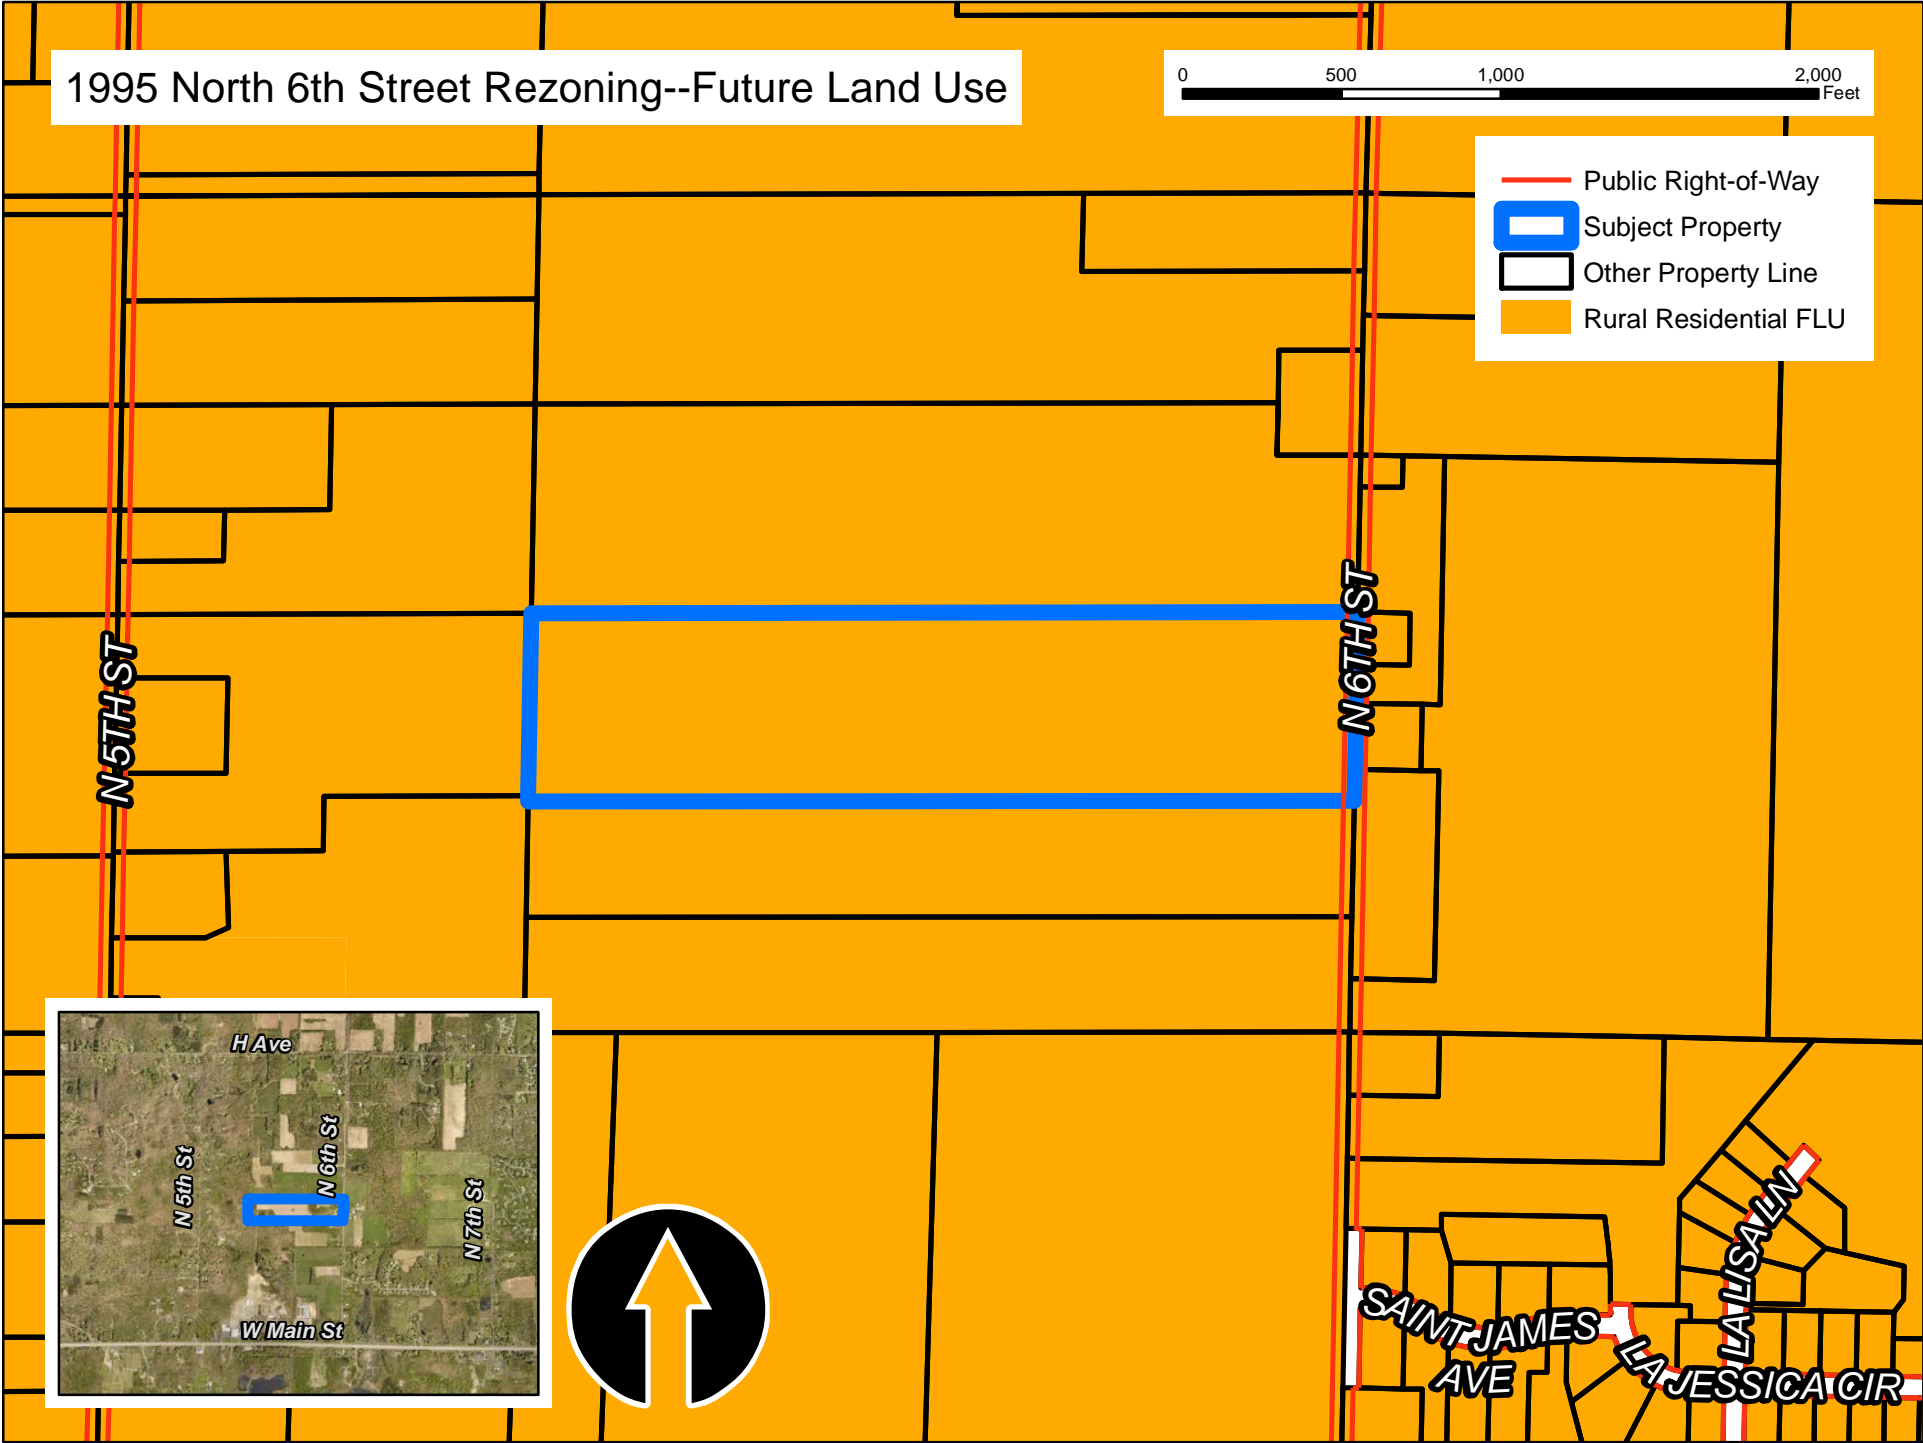 1995 North 6th Street Rezoning--Future Land Use
0 500 1,000 2,000
Feet
Public Right-of-Way
Subject Property
Other Property Line
Rural Residential FLU
N 5TH ST
N 6TH ST
H Ave
N 5th St
N 6th St
N 7th St
W Main St
SAINT JAMES
AVE
LA JESSICA CIR
LA LISA LN